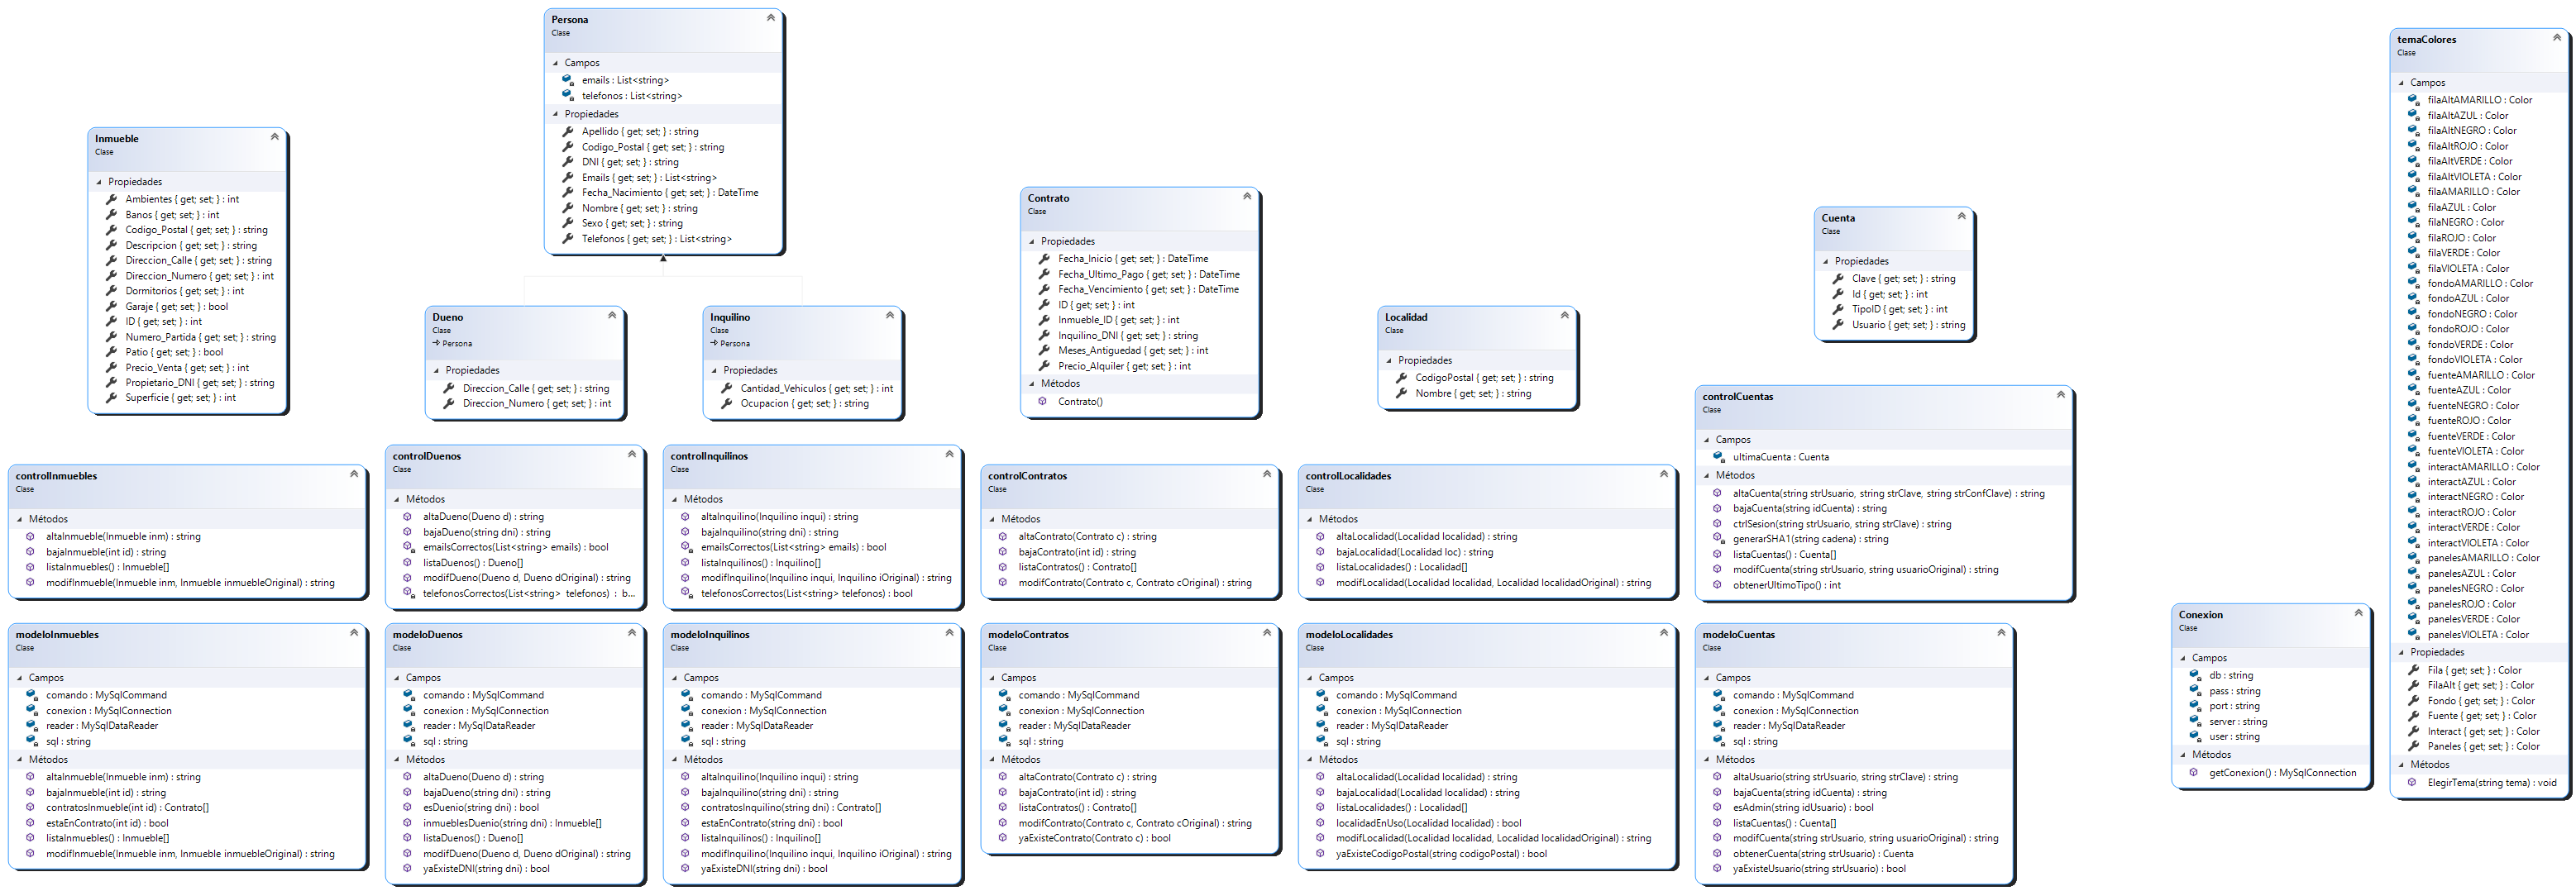 Persona
Clase
Campos
emails : List<string>
telefonos : List<string>
Propiedades
Apellido { get; set; } : string
Codigo_Postal { get; set; } : string
DNI { get; set; } : string
Emails { get; set; } : List<string>
Fecha_Nacimiento { get; set; } : DateTime
Nombre { get; set; } : string
Sexo { get; set; } : string
Telefonos { get; set; } : List<string>
Inmueble
Clase
Propiedades
Ambientes { get; set; } : int
Banos { get; set; } : int
Codigo_Postal { get; set; } : string
Descripcion { get; set; } : string
Direccion_Calle { get; set; } : string
Direccion_Numero { get; set; } : int
Dormitorios { get; set; } : int
Garaje { get; set; } : bool
ID { get; set; } : int
Numero_Partida { get; set; } : string
Patio { get; set; } : bool
Precio_Venta { get; set; } : int
Propietario_DNI { get; set; } : string
Superficie { get; set; } : int
Dueno
Clase
Persona
Propiedades
Direccion_Calle { get; set; } : string
Direccion_Numero { get; set; } : int
Inquilino
Clase
Persona
Propiedades
Cantidad_Vehiculos { get; set; } : int
Ocupacion { get; set; } : string
Contrato
Clase
Propiedades
Fecha_Inicio { get; set; } : DateTime
Fecha_Ultimo_Pago { get; set; } : DateTime
Fecha_Vencimiento { get; set; } : DateTime
ID { get; set; } : int
Inmueble_ID { get; set; } : int
Inquilino_DNI { get; set; } : string
Meses_Antiguedad { get; set; } : int
Precio_Alquiler { get; set; } : int
Métodos
Contrato()
Localidad
Clase
Propiedades
CodigoPostal { get; set; } : string
Nombre { get; set; } : string
Cuenta
Clase
Propiedades
Clave { get; set; } : string
Id { get; set; } : int
TipoID { get; set; } : int
Usuario { get; set; } : string
controlInmuebles
Clase
Métodos
altaInmueble(Inmueble inm) : string
bajaInmueble(int id) : string
listaInmuebles() : Inmueble[]
modifInmueble(Inmueble inm, Inmueble inmuebleOriginal) : string
controlDuenos
Clase
Métodos
altaDueno(Dueno d) : string
bajaDueno(string dni) : string
emailsCorrectos(List<string> emails) : bool
listaDuenos() : Dueno[]
modifDueno(Dueno d, Dueno dOriginal) : string
telefonosCorrectos(List<string> telefonos) : b...
controlInquilinos
Clase
Métodos
altaInquilino(Inquilino inqui) : string
bajaInquilino(string dni) : string
emailsCorrectos(List<string> emails) : bool
listaInquilinos() : Inquilino[]
modifInquilino(Inquilino inqui, Inquilino iOriginal) : string
telefonosCorrectos(List<string> telefonos) : bool
controlContratos
Clase
Métodos
altaContrato(Contrato c) : string
bajaContrato(int id) : string
listaContratos() : Contrato[]
modifContrato(Contrato c, Contrato cOriginal) : string
controlLocalidades
Clase
Métodos
altaLocalidad(Localidad localidad) : string
bajaLocalidad(Localidad loc) : string
listaLocalidades() : Localidad[]
modifLocalidad(Localidad localidad, Localidad localidadOriginal) : string
controlCuentas
Clase
Campos
ultimaCuenta : Cuenta
Métodos
altaCuenta(string strUsuario, string strClave, string strConfClave) : string
bajaCuenta(string idCuenta) : string
ctrlSesion(string strUsuario, string strClave) : string
generarSHA1(string cadena) : string
listaCuentas() : Cuenta[]
modifCuenta(string strUsuario, string usuarioOriginal) : string
obtenerUltimoTipo() : int
modeloInmuebles
Clase
Campos
comando : MySqlCommand
conexion : MySqlConnection
reader : MySqlDataReader
sql : string
Métodos
altaInmueble(Inmueble inm) : string
bajaInmueble(int id) : string
contratosInmueble(int id) : Contrato[]
estaEnContrato(int id) : bool
listaInmuebles() : Inmueble[]
modifInmueble(Inmueble inm, Inmueble inmuebleOriginal) : string
modeloDuenos
Clase
Campos
comando : MySqlCommand
conexion : MySqlConnection
reader : MySqlDataReader
sql : string
Métodos
altaDueno(Dueno d) : string
bajaDueno(string dni) : string
esDuenio(string dni) : bool
inmueblesDuenio(string dni) : Inmueble[]
listaDuenos() : Dueno[]
modifDueno(Dueno d, Dueno dOriginal) : string
yaExisteDNI(string dni) : bool
modeloInquilinos
Clase
Campos
comando : MySqlCommand
conexion : MySqlConnection
reader : MySqlDataReader
sql : string
Métodos
altaInquilino(Inquilino inqui) : string
bajaInquilino(string dni) : string
contratosInquilino(string dni) : Contrato[]
estaEnContrato(string dni) : bool
listaInquilinos() : Inquilino[]
modifInquilino(Inquilino inqui, Inquilino iOriginal) : string
yaExisteDNI(string dni) : bool
modeloContratos
Clase
Campos
comando : MySqlCommand
conexion : MySqlConnection
reader : MySqlDataReader
sql : string
Métodos
altaContrato(Contrato c) : string
bajaContrato(int id) : string
listaContratos() : Contrato[]
modifContrato(Contrato c, Contrato cOriginal) : string
yaExisteContrato(Contrato c) : bool
modeloLocalidades
Clase
Campos
comando : MySqlCommand
conexion : MySqlConnection
reader : MySqlDataReader
sql : string
Métodos
altaLocalidad(Localidad localidad) : string
bajaLocalidad(Localidad localidad) : string
listaLocalidades() : Localidad[]
localidadEnUso(Localidad localidad) : bool
modifLocalidad(Localidad localidad, Localidad localidadOriginal) : string
yaExisteCodigoPostal(string codigoPostal) : bool
modeloCuentas
Clase
Campos
comando : MySqlCommand
conexion : MySqlConnection
reader : MySqlDataReader
sql : string
Métodos
altaUsuario(string strUsuario, string strClave) : string
bajaCuenta(string idCuenta) : string
esAdmin(string idUsuario) : bool
listaCuentas() : Cuenta[]
modifCuenta(string strUsuario, string usuarioOriginal) : string
obtenerCuenta(string strUsuario) : Cuenta
yaExisteUsuario(string strUsuario) : bool
Conexion
Clase
Campos
db : string
pass : string
port : string
server : string
user : string
Métodos
getConexion() : MySqlConnection
temaColores
Clase
Campos
filaAltAMARILLO : Color
filaAltAZUL : Color
filaAltNEGRO : Color
filaAltROJO : Color
filaAltVERDE : Color
filaAltVIOLETA : Color
filaAMARILLO : Color
filaAZUL : Color
filaNEGRO : Color
filaROJO : Color
filaVERDE : Color
filaVIOLETA : Color
fondoAMARILLO : Color
fondoAZUL : Color
fondoNEGRO : Color
fondoROJO : Color
fondoVERDE : Color
fondoVIOLETA : Color
fuenteAMARILLO : Color
fuenteAZUL : Color
fuenteNEGRO : Color
fuenteROJO : Color
fuenteVERDE : Color
fuenteVIOLETA : Color
interactAMARILLO : Color
interactAZUL : Color
interactNEGRO : Color
interactROJO : Color
interactVERDE : Color
interactVIOLETA : Color
panelesAMARILLO : Color
panelesAZUL : Color
panelesNEGRO : Color
panelesROJO : Color
panelesVERDE : Color
panelesVIOLETA : Color
Propiedades
Fila { get; set; } : Color
FilaAlt { get; set; } : Color
Fondo { get; set; } : Color
Fuente { get; set; } : Color
Interact { get; set; } : Color
Paneles { get; set; } : Color
Métodos
ElegirTema(string tema) : void